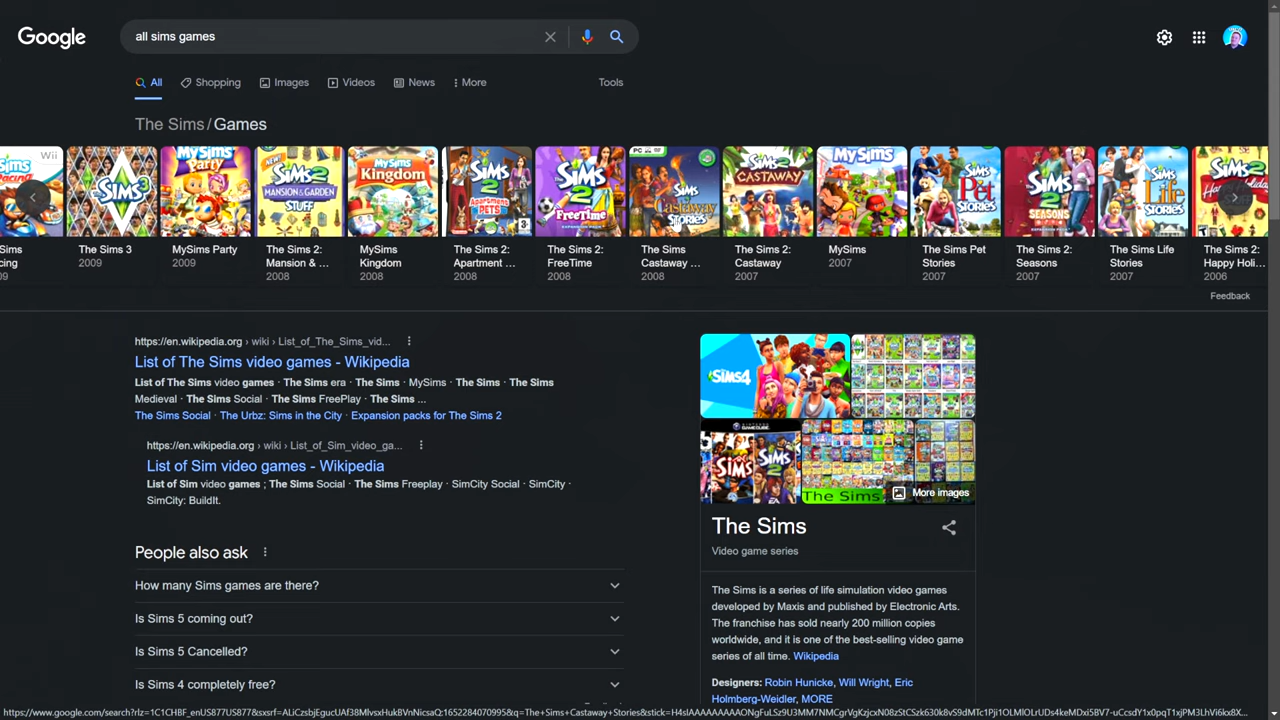 Google
all sims games
All
Shopping
Images
Videos
News
More
Tools
The Sims / Games
Sims
cing
09
The Sims 3
2009
MySims Party
2009
The Sims 2:
Mansion & ...
2008
MySims
Kingdom
2008
The Sims 2:
Apartment ...
2008
The Sims 2:
FreeTime
2008
The Sims
Castaway ...
2008
The Sims 2:
Castaway
2007
MySims
2007
The Sims Pet
Stories
2007
The Sims 2:
Seasons
2007
The Sims Life
Stories
2007
The Sims 2:
Happy Holi...
2006
Feedback
https://en.wikipedia.org › wiki › List_of_The_Sims_vid...
List of The Sims video games - Wikipedia
List of The Sims video games · The Sims era · The Sims · MySims · The Sims · The Sims
Medieval · The Sims Social · The Sims FreePlay · The Sims ...
The Sims Social · The Urbz: Sims in the City · Expansion packs for The Sims 2
https://en.wikipedia.org › wiki › List_of_Sim_video_ga...
List of Sim video games - Wikipedia
List of Sim video games ; The Sims Social · The Sims Freeplay · SimCity Social · SimCity ·
SimCity: BuildIt.
People also ask
How many Sims games are there?
Is Sims 5 coming out?
Is Sims 5 Cancelled?
Is Sims 4 completely free?
SIMS4
The Sims
More images
The Sims
Video game series
The Sims is a series of life simulation video games
developed by Maxis and published by Electronic Arts.
The franchise has sold nearly 200 million copies
worldwide, and it is one of the best-selling video game
series of all time. Wikipedia
Designers: Robin Hunicke, Will Wright, Eric
Holmberg-Weidler, MORE